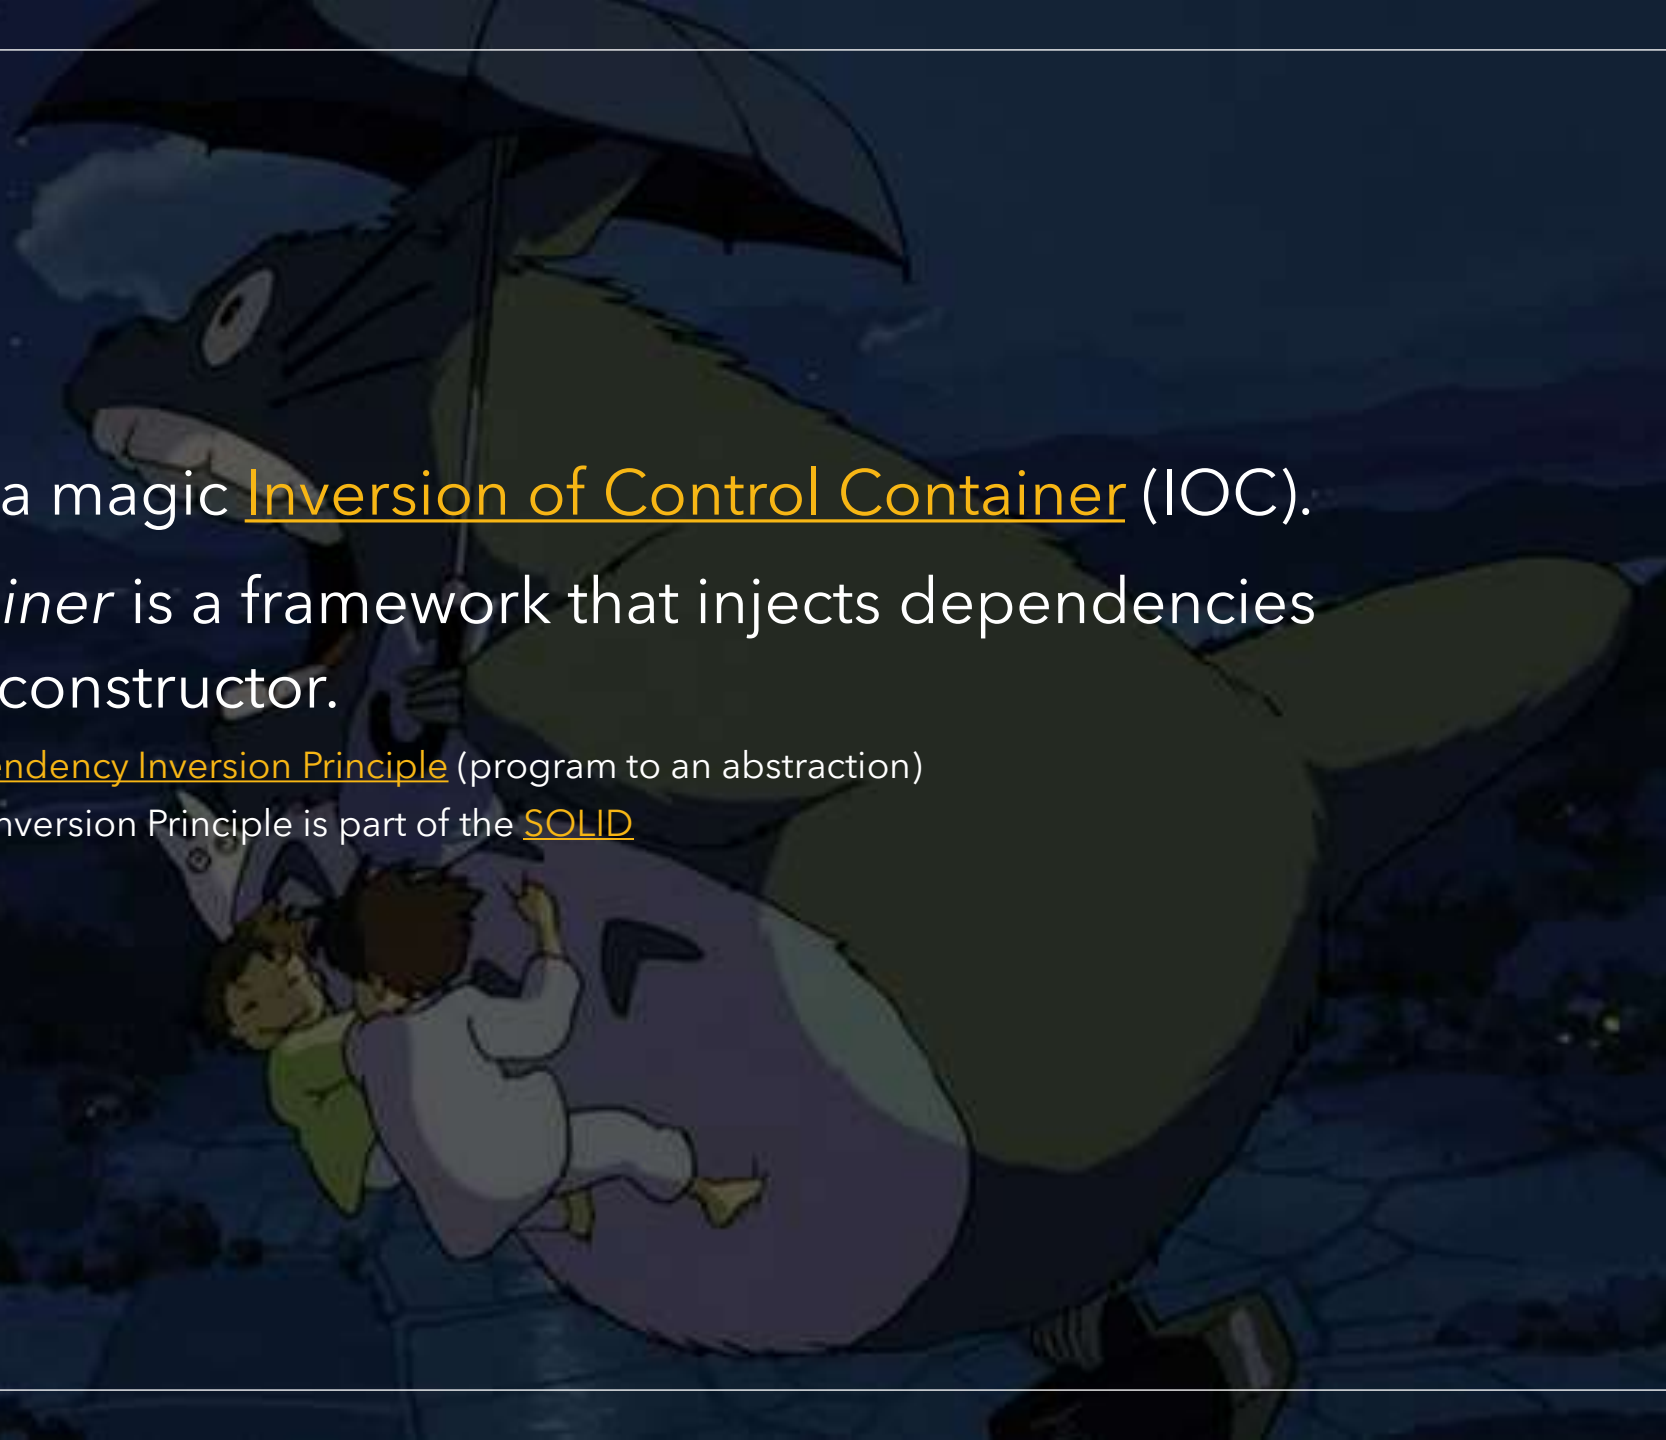 a magic Inversion of Control Container (IOC).
iner is a framework that injects dependencies
constructor.
endency Inversion Principle (program to an abstraction)
nversion Principle is part of the SOLID